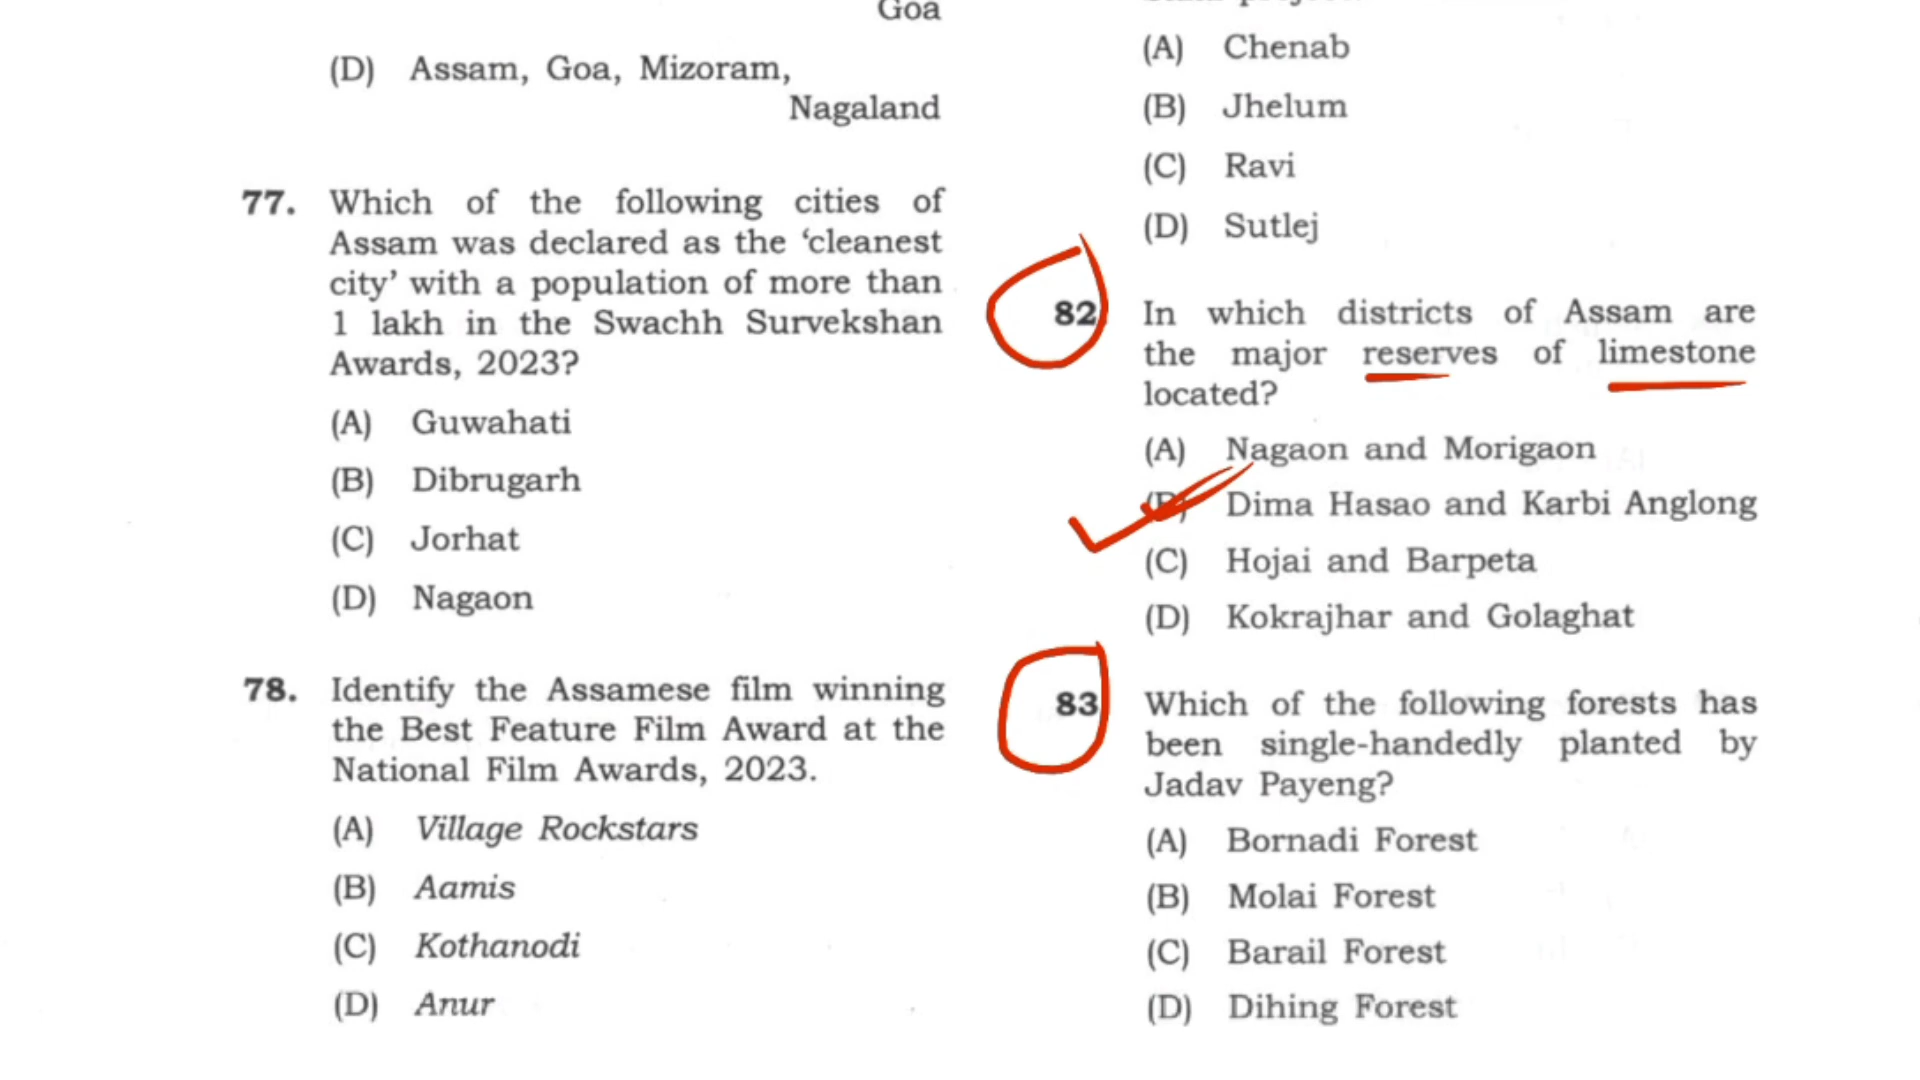 Goa
(D) Assam, Goa, Mizoram,
Nagaland
77. Which of the following cities of
Assam was declared as the ‘cleanest
city’ with a population of more than
1 lakh in the Swachh Survekshan
Awards, 2023?
(A) Guwahati
(B) Dibrugarh
(C) Jorhat
(D) Nagaon
78. Identify the Assamese film winning
the Best Feature Film Award at the
National Film Awards, 2023.
(A) Village Rockstars
(B) Aamis
(C) Kothanodi
(D) Anur
(A) Chenab
(B) Jhelum
(C) Ravi
(D) Sutlej
82 In which districts of Assam are
the major reserves of limestone
located?
(A) Nagaon and Morigaon
(B) Dima Hasao and Karbi Anglong
(C) Hojai and Barpeta
(D) Kokrajhar and Golaghat
83 Which of the following forests has
been single-handedly planted by
Jadav Payeng?
(A) Bornadi Forest
(B) Molai Forest
(C) Barail Forest
(D) Dihing Forest